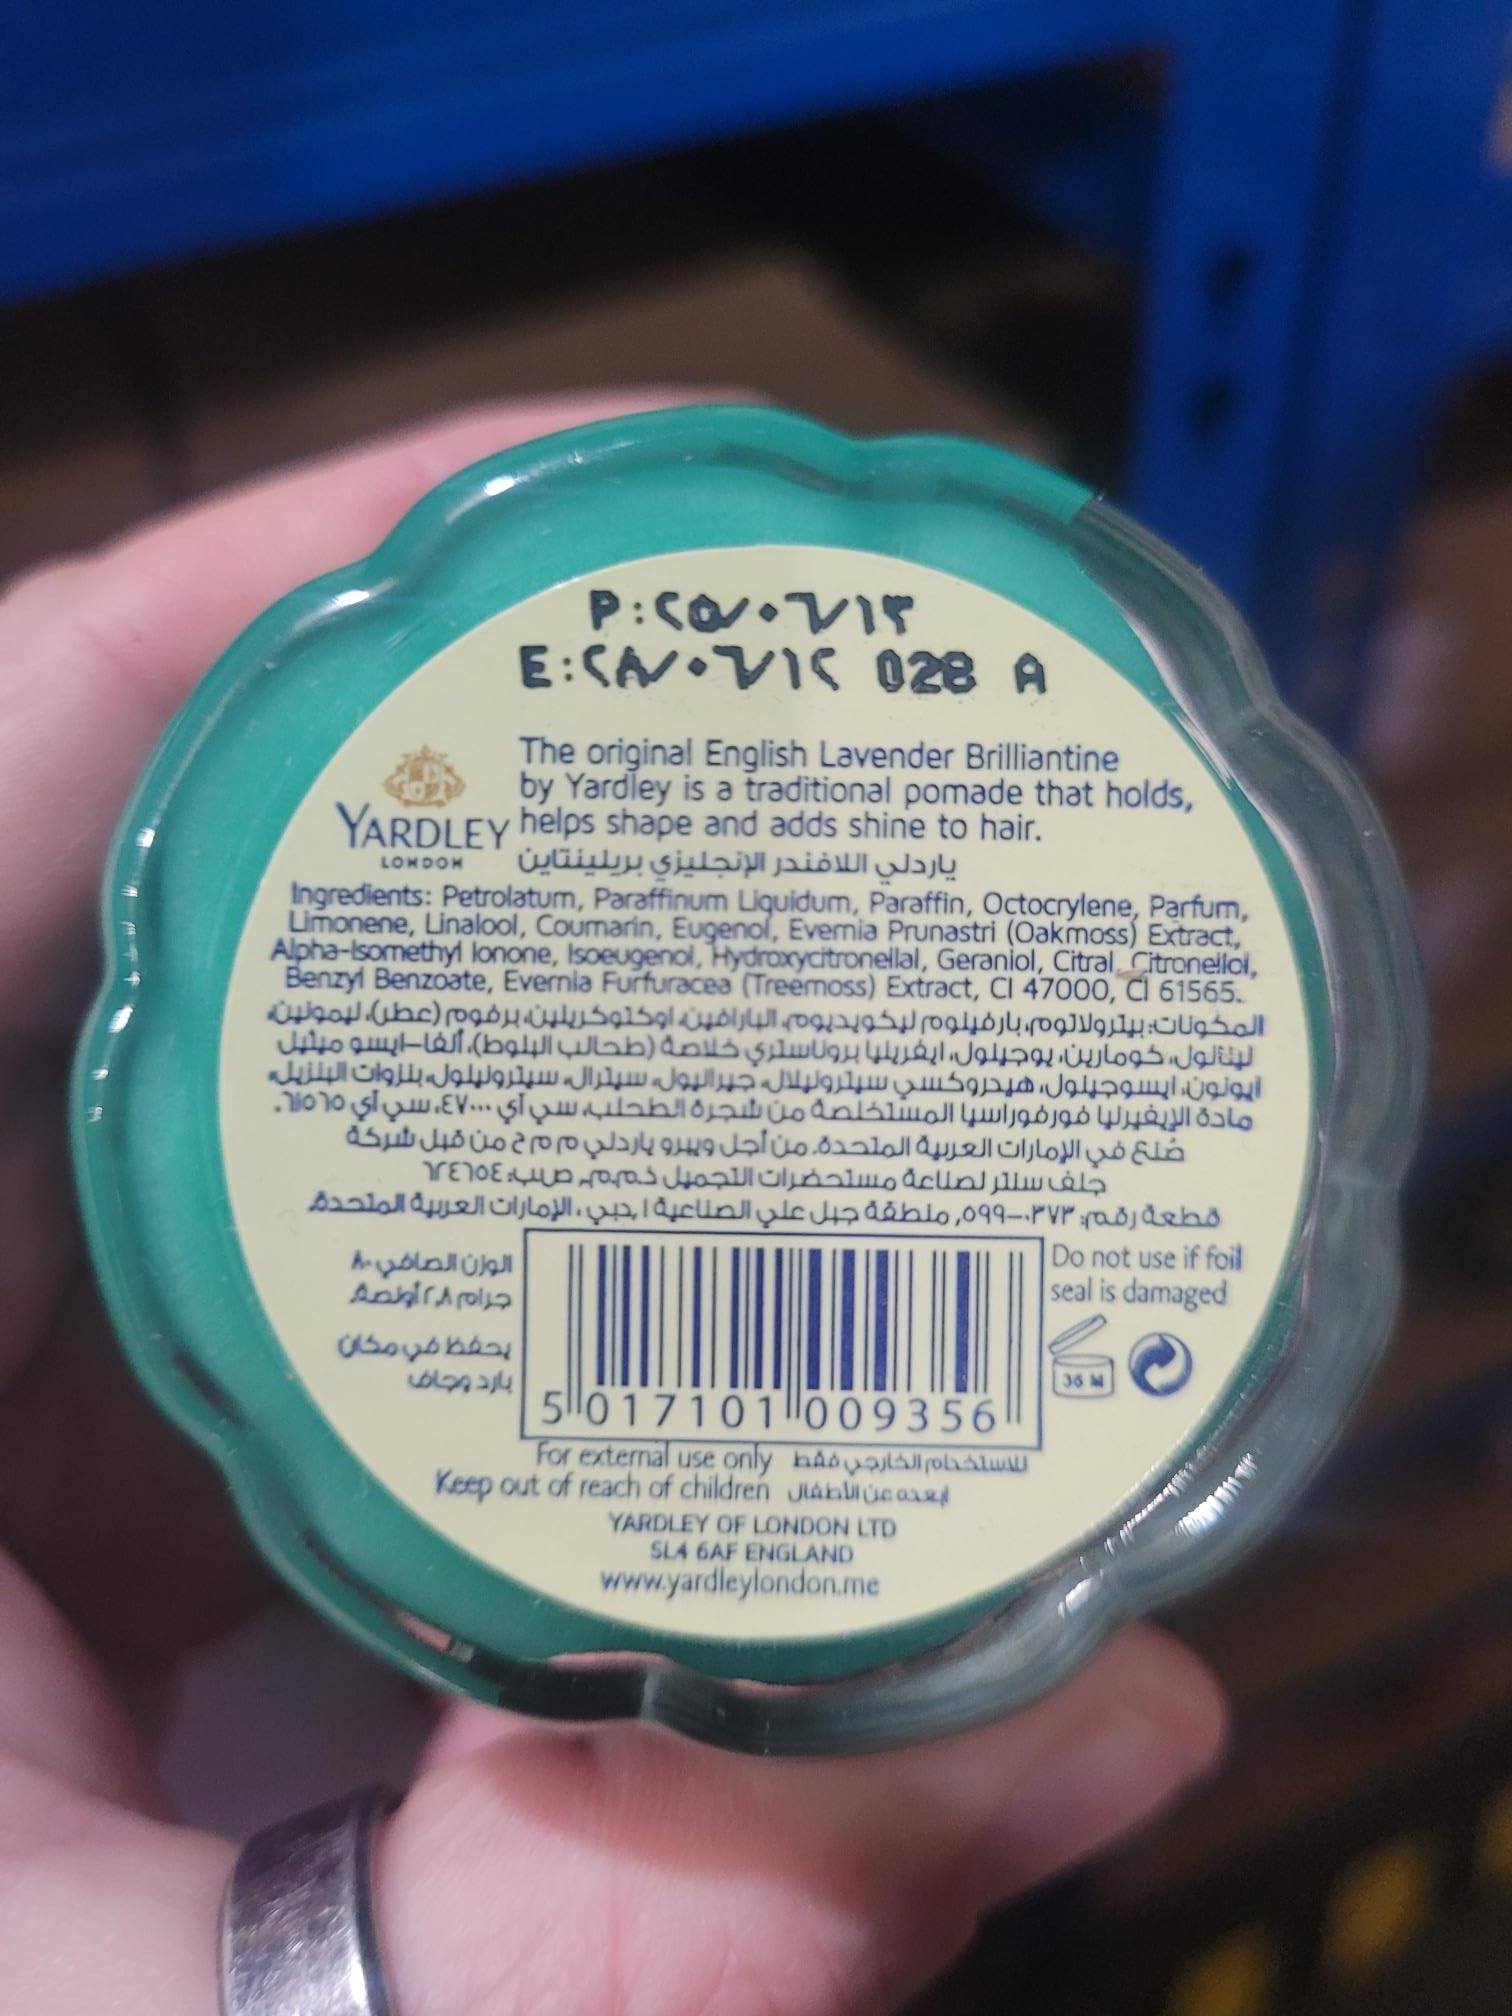 P:٢٥/٠٦/١٣
E:٢٨/٠٦/١٢ 028 A
The original English Lavender Brilliantine
by Yardley is a traditional pomade that holds,
helps shape and adds shine to hair.
YARDLEY
LONDON
ياردلي اللافندر الإنجليزي بريلينتاين
Ingredients: Petrolatum, Paraffinum Liquidum, Paraffin, Octocrylene, Parfum,
Limonene, Linalool, Coumarin, Eugenol, Evernia Prunastri (Oakmoss) Extract,
Alpha-Isomethyl Ionone, Isoeugenol, Hydroxycitronellal, Geraniol, Citral, Citronellol,
Benzyl Benzoate, Evernia Furfuracea (Treemoss) Extract, CI 47000, CI 61565.
المكونات: بيترولاتوم، بارفينلوم ليكويديوم، البارافين، اوكتوكريلين، برفوم (عطر)، ليمونين،
لينالول، كومارين، يوجينول، ايفرينيا بروناستري خلاصة (طحالب البلوط)، ألفا-ايسو ميثيل
ايونون، ايسوجينول، هيدروكسي سيترونيلال، جيرانيول، سيترال، سيترونيلول، بنزوات البنزيل،
مادة الإيفيرنيا فورفوراسيا المستخلصة من شجرة الطحلب، سي آي ٤٧٠٠٠، سي آي ٦١٥٦٥.
صُنع في الإمارات العربية المتحدة. من أجل ويبرو ياردلي م م ح من قبل شركة
جلف سنتر لصناعة مستحضرات التجميل ذ.م.م. ص.ب: ٦٢٤٦٥٤
قطعة رقم: ٠٣٧٣-٥٩٩, منطقة جبل علي الصناعية ١, دبي، الإمارات العربية المتحدة.
الوزن الصافي ٨٠
جرام ٢,٨ أونصة.
يحفظ في مكان
بارد وجاف
Do not use if foil
seal is damaged
36 M
5 017101 009356
For external use only للاستخدام الخارجي فقط
Keep out of reach of children ابعده عن الأطفال
YARDLEY OF LONDON LTD
SL4 6AF ENGLAND
www.yardleylondon.me